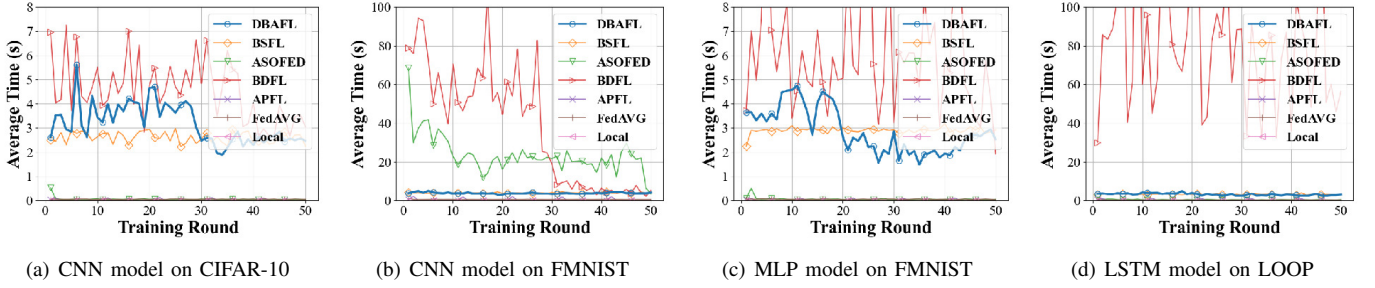 8
7
6
5
4
3
2
1
0
Average Time (s)
0 10 20 30 40 50
Training Round
DBAFL
BSFL
ASOFED
BDFL
APFL
FedAVG
Local
(a) CNN model on CIFAR-10
100
80
60
40
20
0
Average Time (s)
0 10 20 30 40 50
Training Round
DBAFL
BSFL
ASOFED
BDFL
APFL
FedAVG
Local
(b) CNN model on FMNIST
8
7
6
5
4
3
2
1
0
Average Time (s)
0 10 20 30 40 50
Training Round
DBAFL
BSFL
ASOFED
BDFL
APFL
FedAVG
Local
(c) MLP model on FMNIST
100
80
60
40
20
0
Average Time (s)
0 10 20 30 40 50
Training Round
DBAFL
BSFL
ASOFED
BDFL
APFL
FedAVG
Local
(d) LSTM model on LOOP